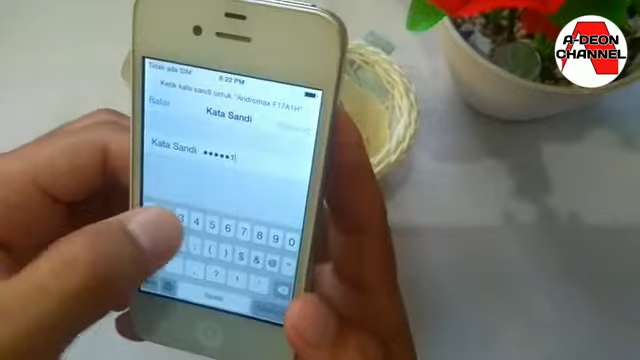 A-DEON
CHANNEL
Tidak ada SIM
6:22 PM
Ketik kata sandi untuk "Andromax F17A1H"
Batal
Kata Sandi
Kata Sandi •••••1
3 4 5 6 7 8 9 0
( ) $ & @ "
. , ? ! '